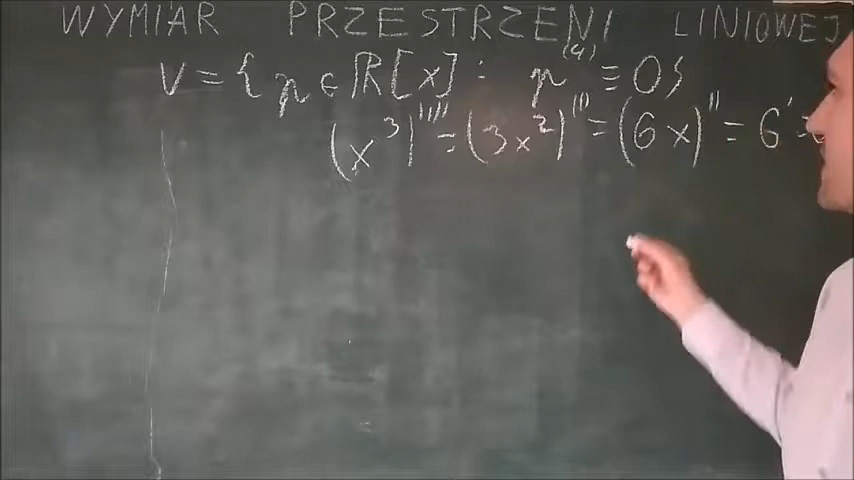 WYMIAR PRZESTRZENI LINIOWEJ
V = { p ∈ ℝ[x] : p⁽⁴⁾ ≡ 0 }
(x³)'''' = (3x²)''' = (6x)'' = 6' =